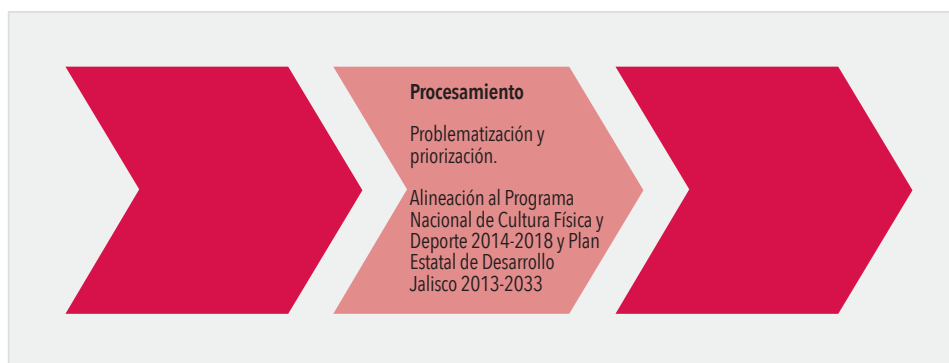 Procesamiento
Problematización y
priorización.
Alineación al Programa
Nacional de Cultura Física y
Deporte 2014-2018 y Plan
Estatal de Desarrollo
Jalisco 2013-2033